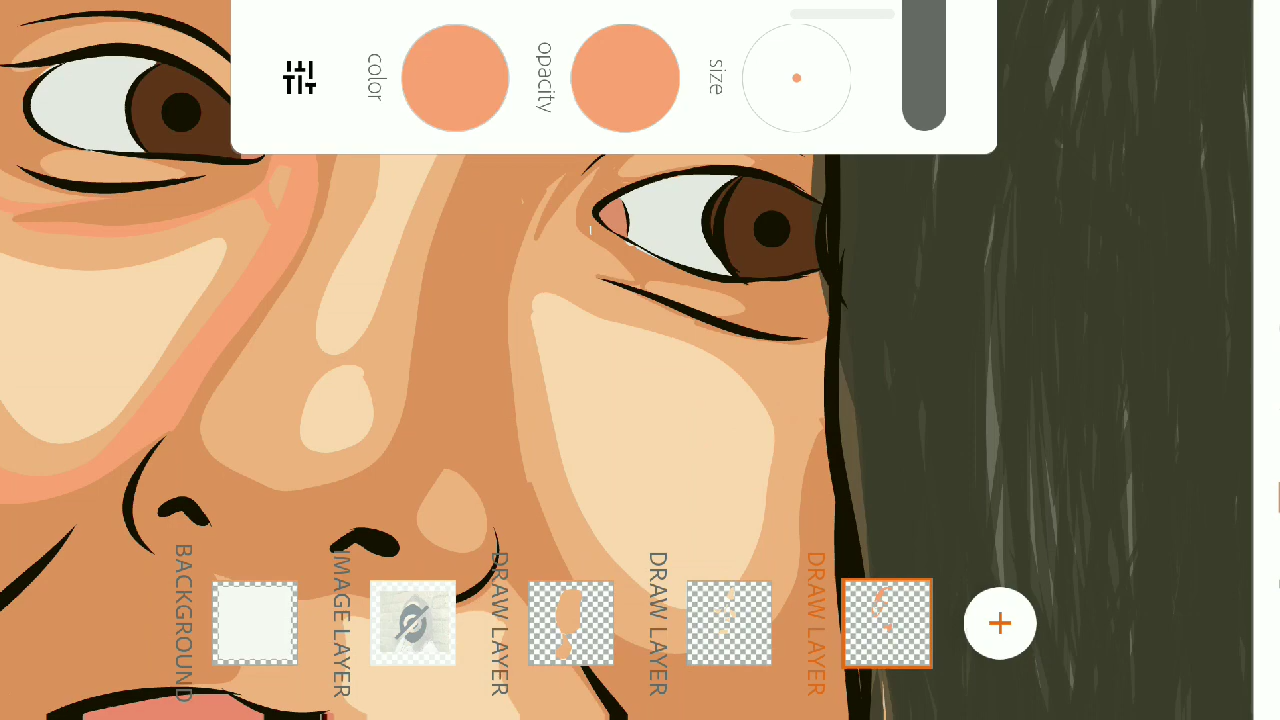 color
opacity
size
BACKGROUND
IMAGE LAYER
DRAW LAYER
DRAW LAYER
DRAW LAYER